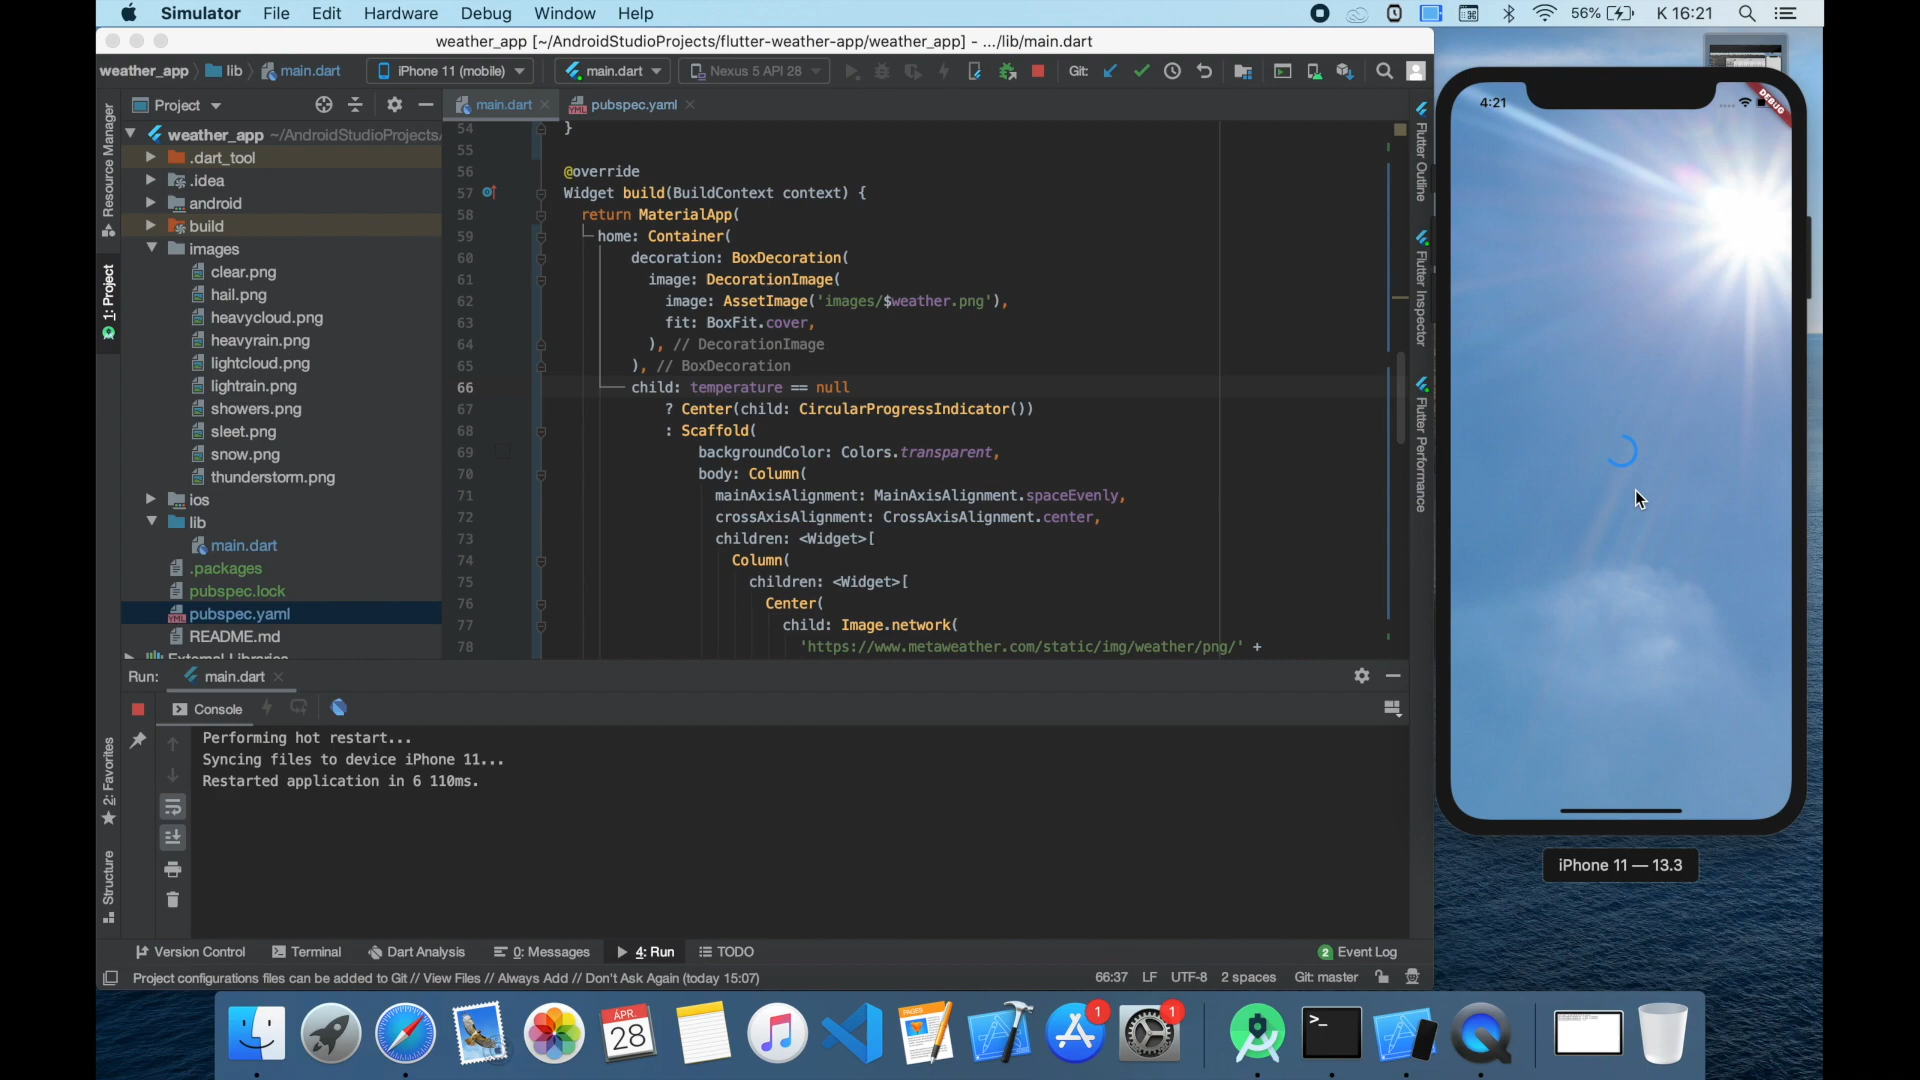 Simulator File Edit Hardware Debug Window Help 56% K 16:21
weather_app [~/AndroidStudioProjects/flutter-weather-app/weather_app] - .../lib/main.dart
weather_app lib main.dart iPhone 11 (mobile) main.dart Nexus 5 API 28 Git:
Project main.dart pubspec.yaml
weather_app ~/AndroidStudioProjects/
.dart_tool
.idea
android
build
images
clear.png
hail.png
heavycloud.png
heavyrain.png
lightcloud.png
lightrain.png
showers.png
sleet.png
snow.png
thunderstorm.png
ios
lib
main.dart
.packages
pubspec.lock
pubspec.yaml
README.md
External Libraries
Resource Manager
1: Project
2: Favorites
Structure
54 }
55
56 @override
57 Widget build(BuildContext context) {
58 return MaterialApp(
59 home: Container(
60 decoration: BoxDecoration(
61 image: DecorationImage(
62 image: AssetImage('images/$weather.png'),
63 fit: BoxFit.cover,
64 ), // DecorationImage
65 ), // BoxDecoration
66 child: temperature == null
67 ? Center(child: CircularProgressIndicator())
68 : Scaffold(
69 backgroundColor: Colors.transparent,
70 body: Column(
71 mainAxisAlignment: MainAxisAlignment.spaceEvenly,
72 crossAxisAlignment: CrossAxisAlignment.center,
73 children: <Widget>[
74 Column(
75 children: <Widget>[
76 Center(
77 child: Image.network(
78 'https://www.metaweather.com/static/img/weather/png/' +
Flutter Outline
Flutter Inspector
Flutter Performance
4:21
DEBUG
iPhone 11 — 13.3
Run: main.dart
Console
Performing hot restart...
Syncing files to device iPhone 11...
Restarted application in 6 110ms.
Version Control Terminal Dart Analysis 0: Messages 4: Run TODO 2 Event Log
Project configurations files can be added to Git // View Files // Always Add // Don't Ask Again (today 15:07) 66:37 LF UTF-8 2 spaces Git: master
ÁPR.
28
PAGES
1
1
>_